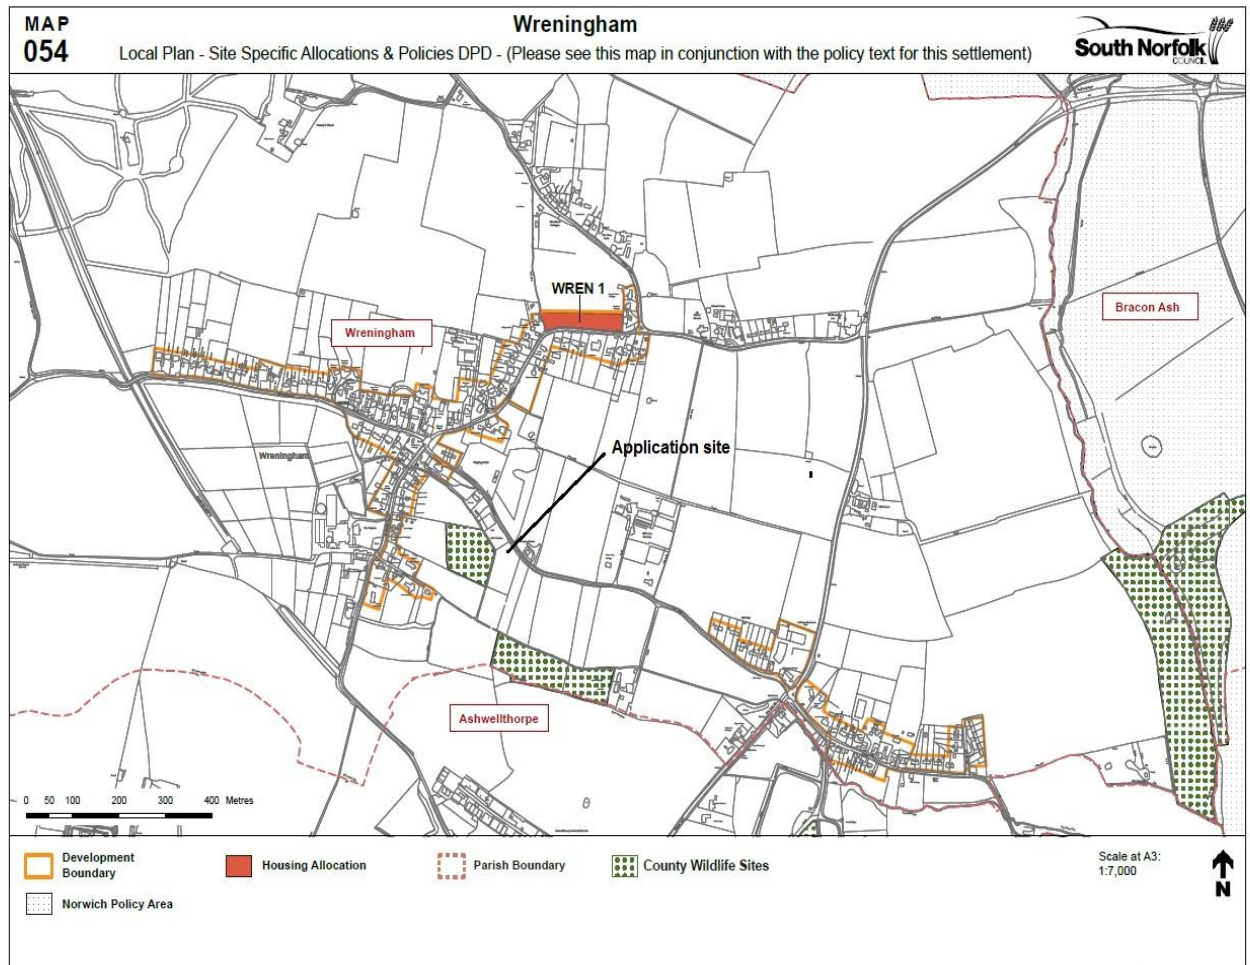 MAP
054
Wreningham
Local Plan - Site Specific Allocations & Policies DPD - (Please see this map in conjunction with the policy text for this settlement)
South Norfolk
COUNCIL
WREN 1
Bracon Ash
Wreningham
Application site
Wreningham
Ashwellthorpe
0 50 100 200 300 400 Metres
Development
Boundary
Housing Allocation
Parish Boundary
County Wildlife Sites
Scale at A3:
1:7,000
N
Norwich Policy Area